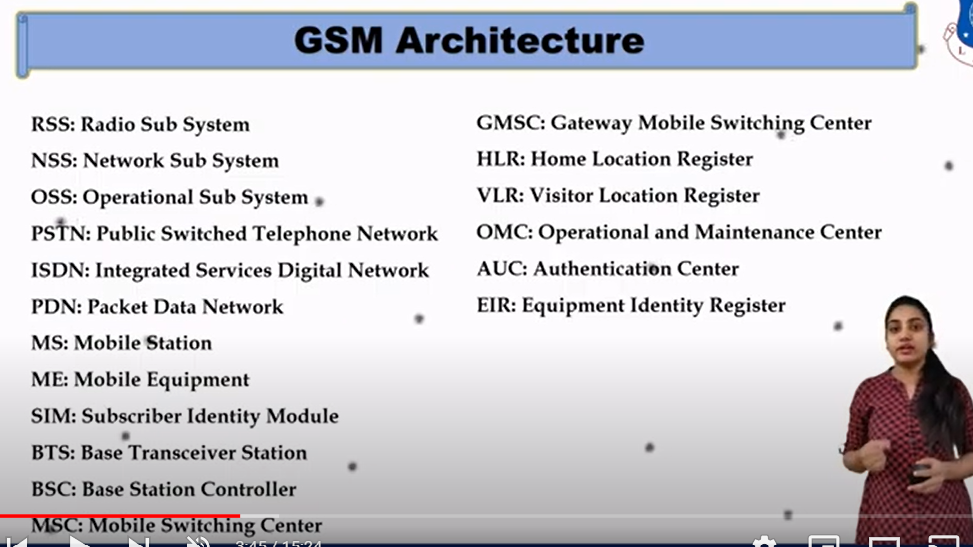 GSM Architecture
RSS: Radio Sub System
NSS: Network Sub System
OSS: Operational Sub System
PSTN: Public Switched Telephone Network
ISDN: Integrated Services Digital Network
PDN: Packet Data Network
MS: Mobile Station
ME: Mobile Equipment
SIM: Subscriber Identity Module
BTS: Base Transceiver Station
BSC: Base Station Controller
MSC: Mobile Switching Center
GMSC: Gateway Mobile Switching Center
HLR: Home Location Register
VLR: Visitor Location Register
OMC: Operational and Maintenance Center
AUC: Authentication Center
EIR: Equipment Identity Register
L
3:45 / 15:24